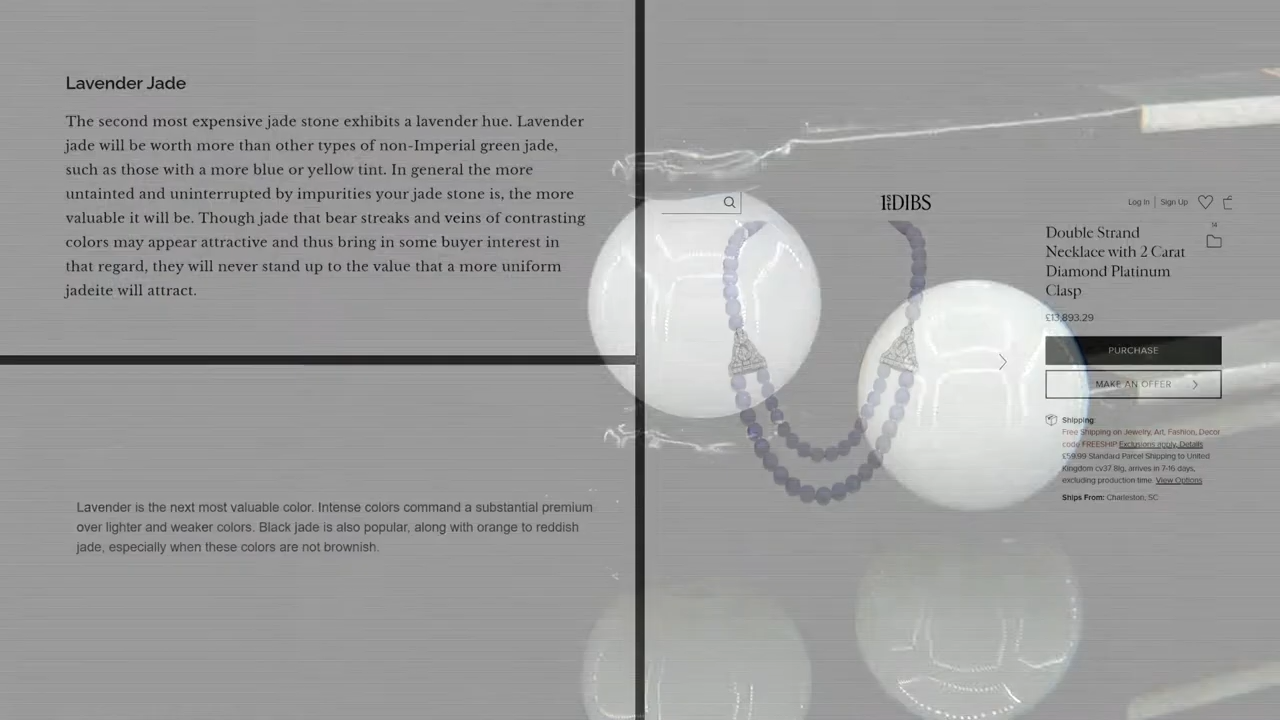 Lavender Jade
The second most expensive jade stone exhibits a lavender hue. Lavender
jade will be worth more than other types of non-Imperial green jade,
such as those with a more blue or yellow tint. In general the more
untainted and uninterrupted by impurities your jade stone is, the more
valuable it will be. Though jade that bear streaks and veins of contrasting
colors may appear attractive and thus bring in some buyer interest in
that regard, they will never stand up to the value that a more uniform
jadeite will attract.
Lavender is the next most valuable color. Intense colors command a substantial premium
over lighter and weaker colors. Black jade is also popular, along with orange to reddish
jade, especially when these colors are not brownish.
1stDIBS
Log In | Sign Up
14
Double Strand
Necklace with 2 Carat
Diamond Platinum
Clasp
£13,893.29
PURCHASE
MAKE AN OFFER
Shipping:
Free Shipping on Jewelry, Art, Fashion, Decor
code FREESHIP Exclusions apply. Details
£59.99 Standard Parcel Shipping to United
Kingdom cv37 8lg, arrives in 7-16 days,
excluding production time. View Options
Ships From: Charleston, SC